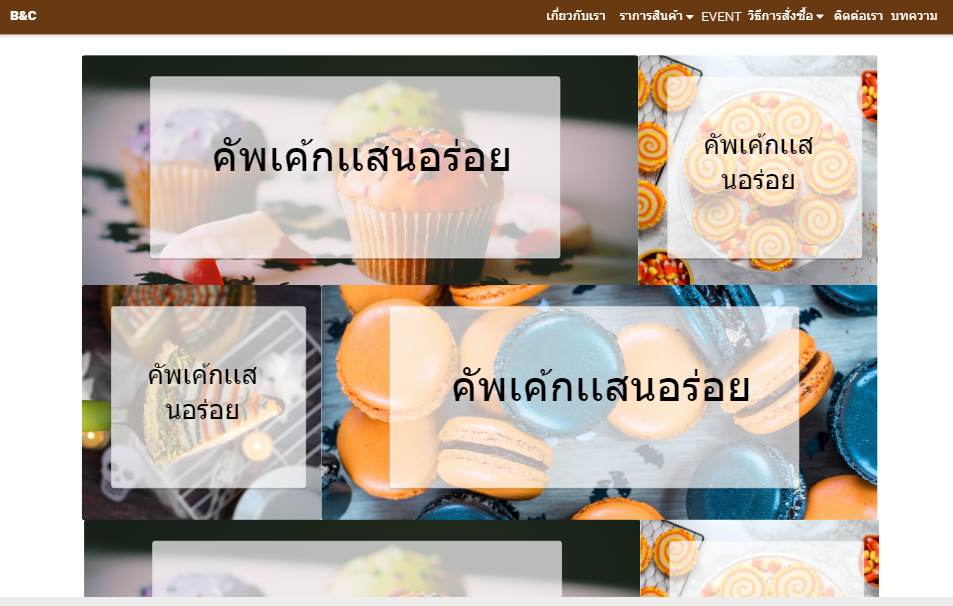 B&C
เกี่ยวกับเรา ราคาสินค้า EVENT วิธีการสั่งซื้อ ติดต่อเรา บทความ
คัพเค้กแสนอร่อย
คัพเค้กแส
นอร่อย
คัพเค้กแส
นอร่อย
คัพเค้กแสนอร่อย